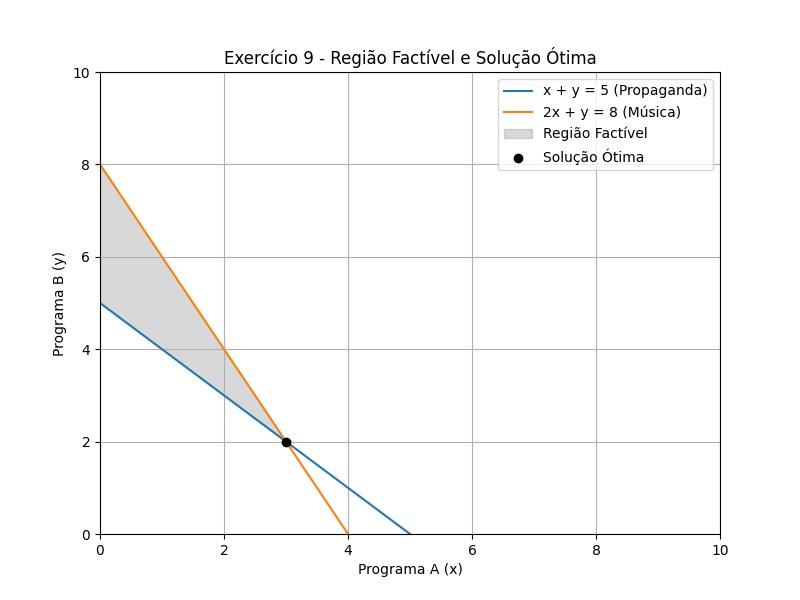 Exercício 9 - Região Factível e Solução Ótima
x + y = 5 (Propaganda)
2x + y = 8 (Música)
Região Factível
Solução Ótima
10
8
6
4
2
0
Programa B (y)
0 2 4 6 8 10
Programa A (x)